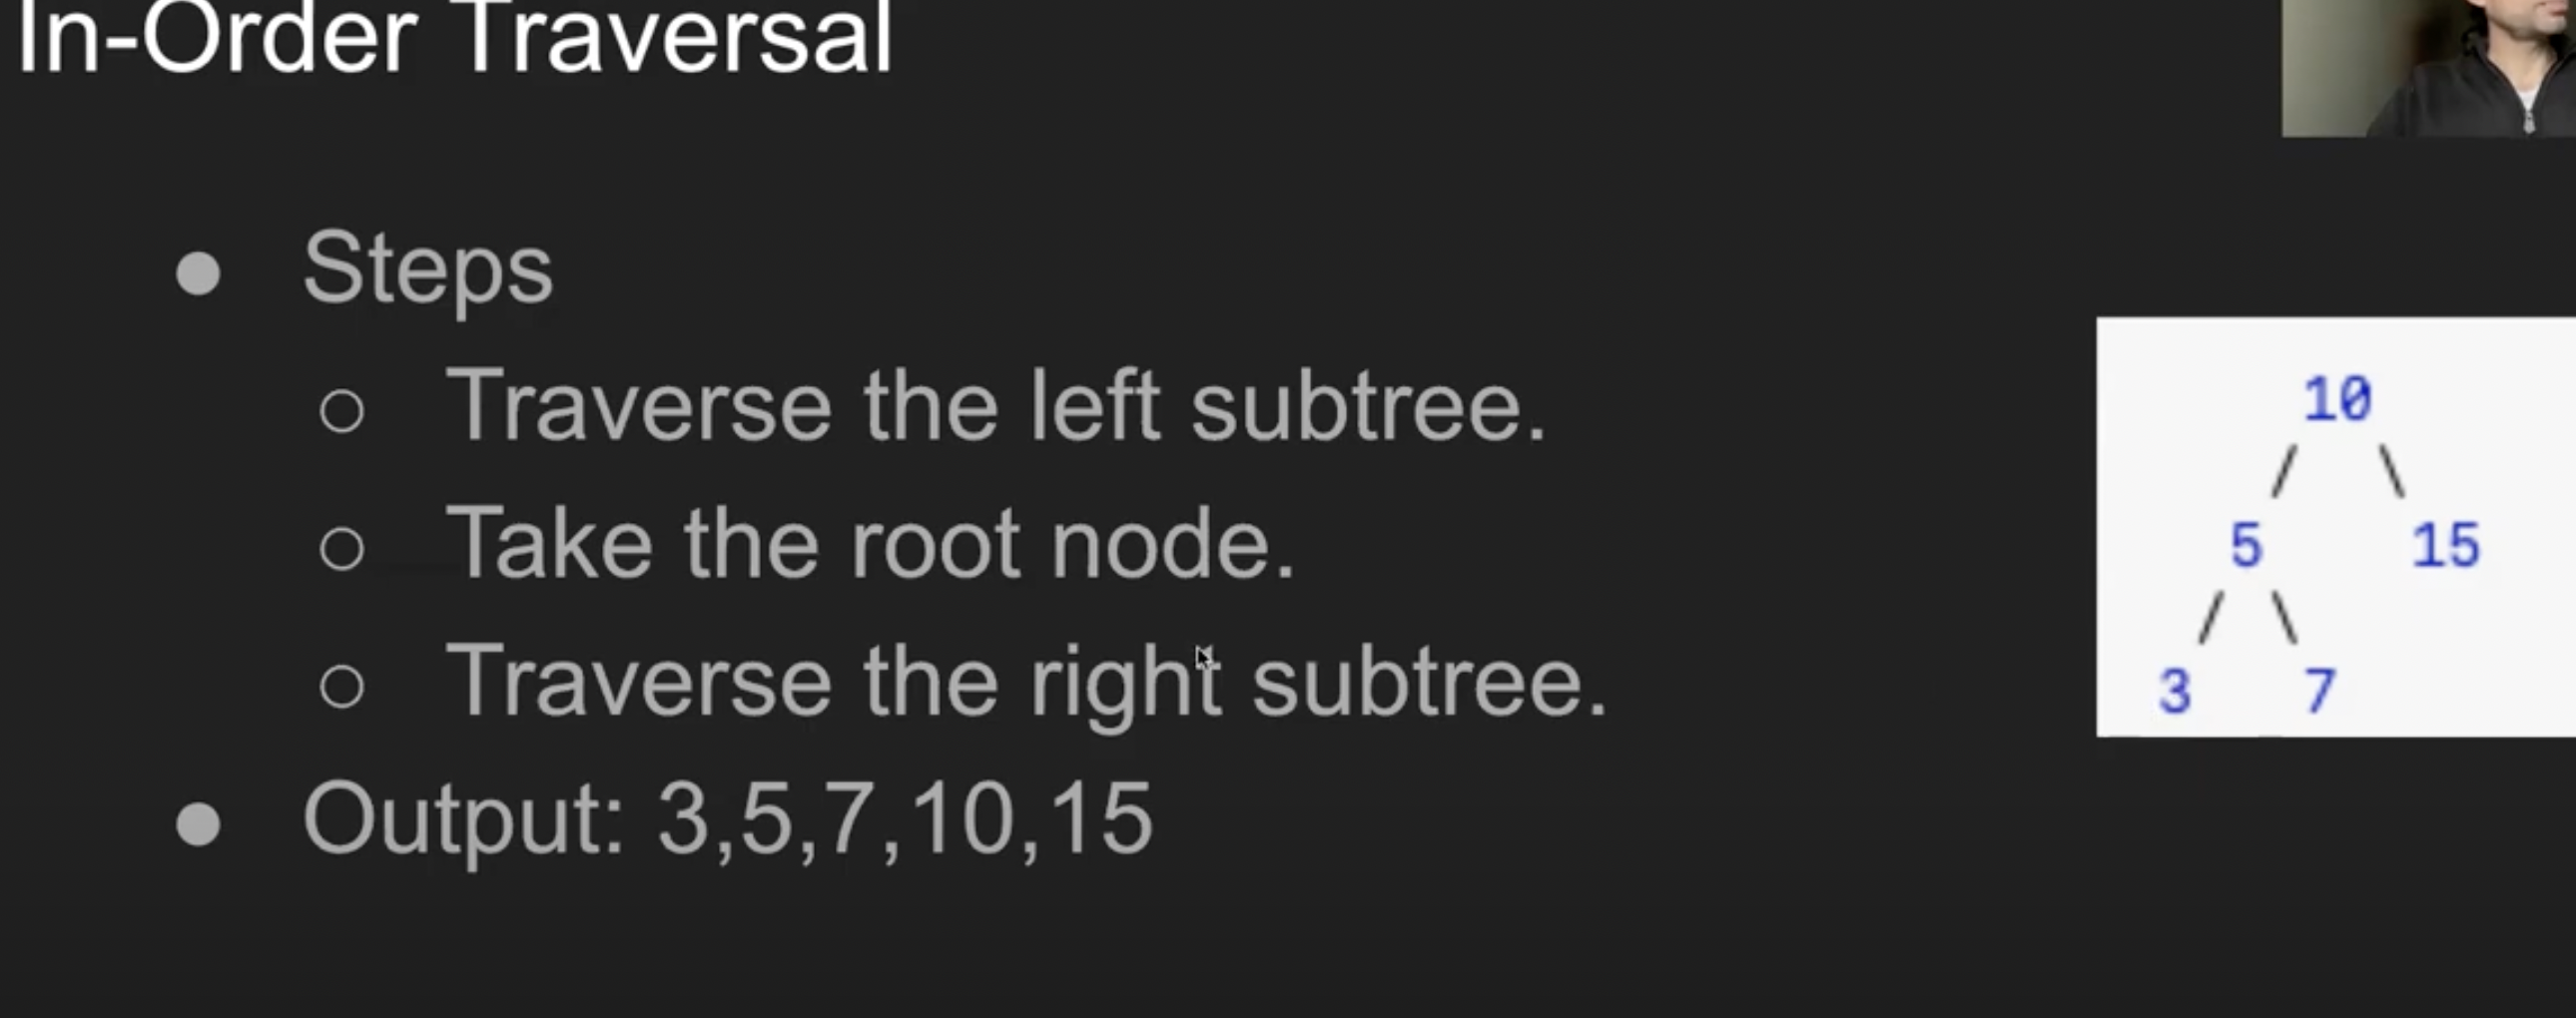 In-Order Traversal
● Steps
○ Traverse the left subtree.
○ Take the root node.
○ Traverse the right subtree.
● Output: 3,5,7,10,15
10
/ \
5 15
/ \
3 7